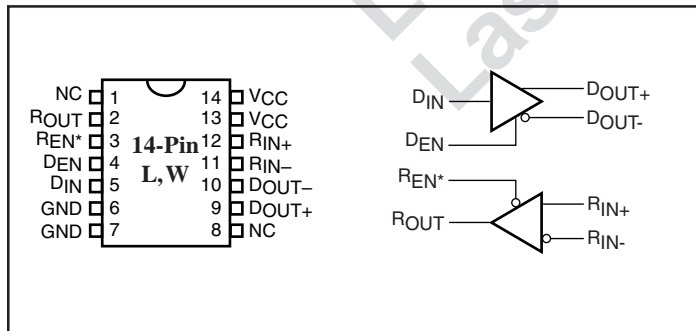 NC 1 14 VCC
ROUT 2 13 VCC
REN* 3 14-Pin 12 RIN+
DEN 4 L,W 11 RIN–
DIN 5 10 DOUT–
GND 6 9 DOUT+
GND 7 8 NC
DIN DOUT+
DOUT-
DEN
REN*
ROUT RIN+
RIN-